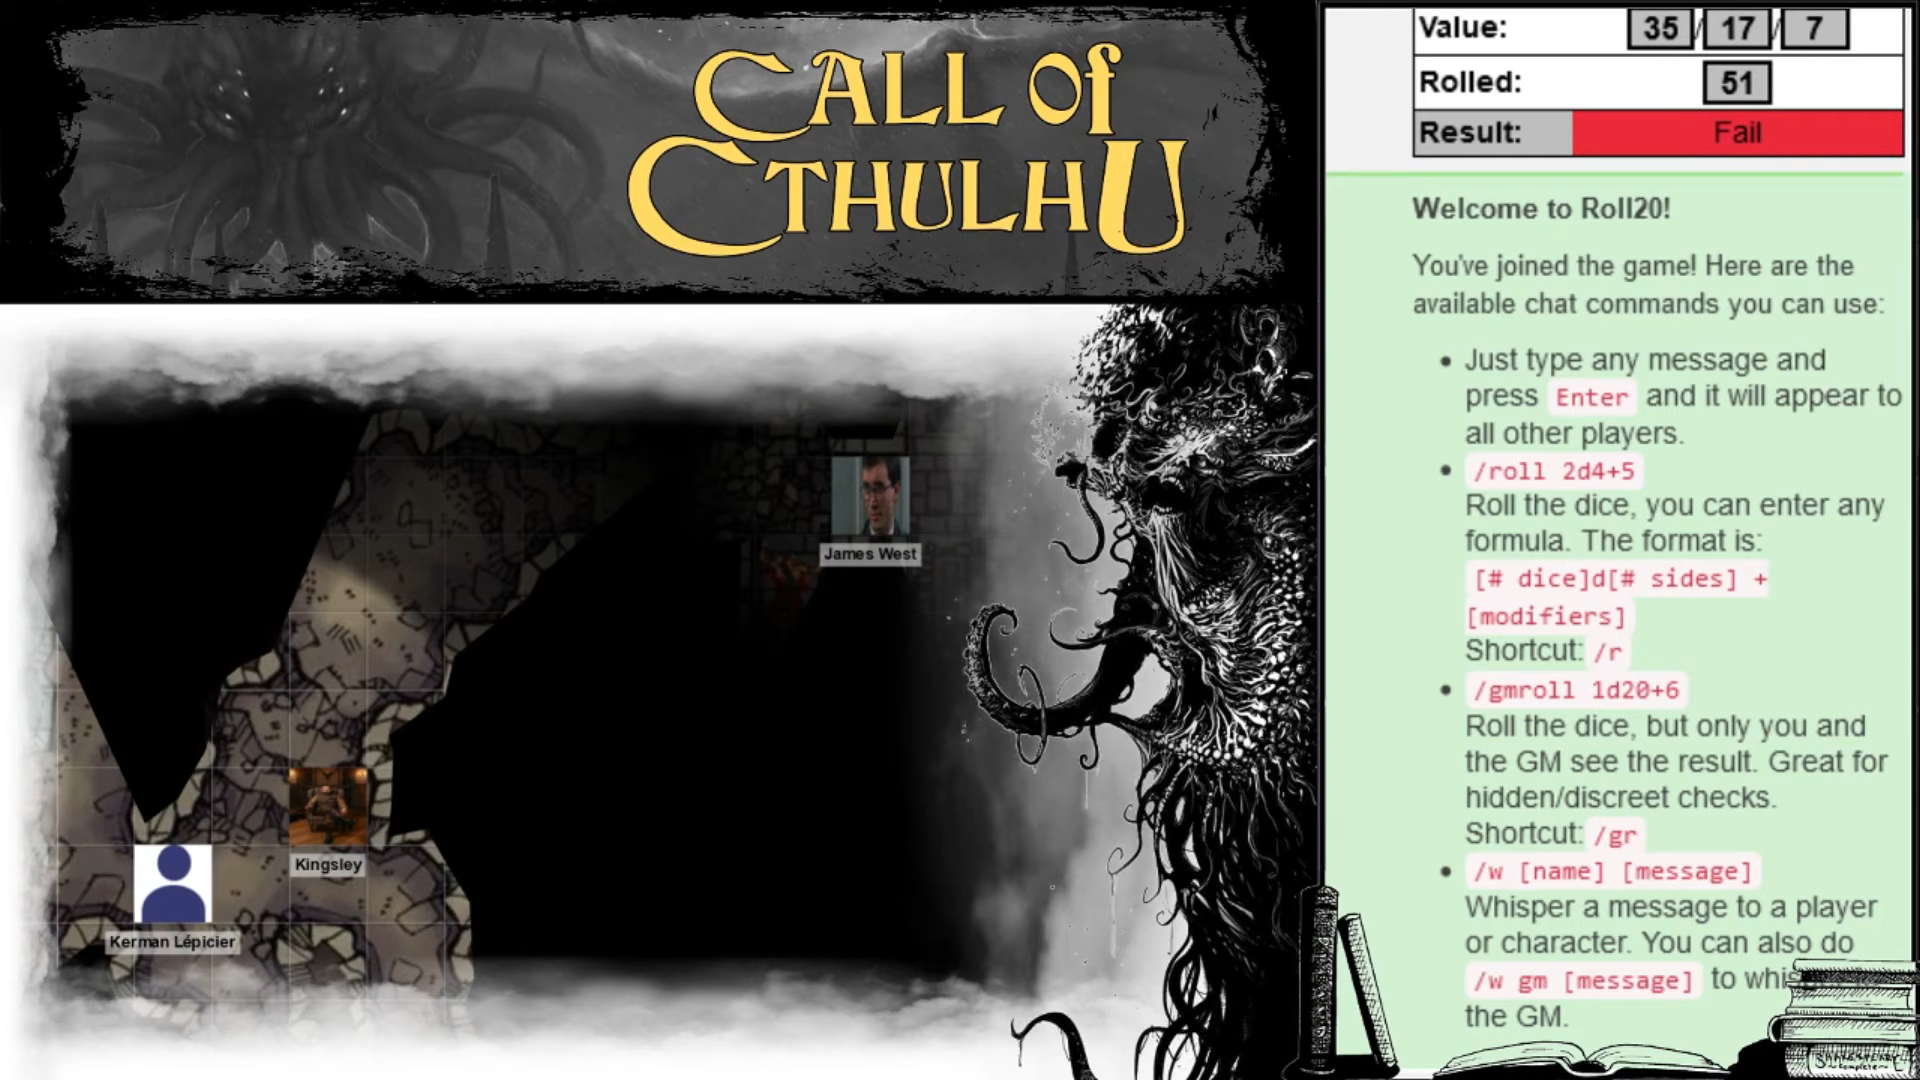 CALL Of
CTHULHU
James West
Kingsley
Kerman Lépicier
Value: 35 / 17 / 7
Rolled: 51
Result: Fail
Welcome to Roll20!
You've joined the game! Here are the
available chat commands you can use:
• Just type any message and
press Enter and it will appear to
all other players.
• /roll 2d4+5
Roll the dice, you can enter any
formula. The format is:
[# dice]d[# sides] +
[modifiers]
Shortcut: /r
• /gmroll 1d20+6
Roll the dice, but only you and
the GM see the result. Great for
hidden/discreet checks.
Shortcut: /gr
• /w [name] [message]
Whisper a message to a player
or character. You can also do
/w gm [message] to
the GM.